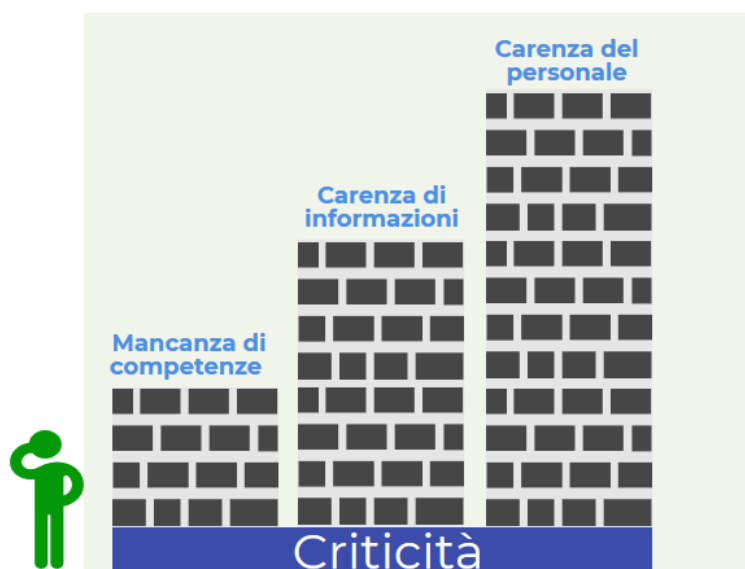 Carenza del
personale
Carenza di
informazioni
Mancanza di
competenze
Criticità